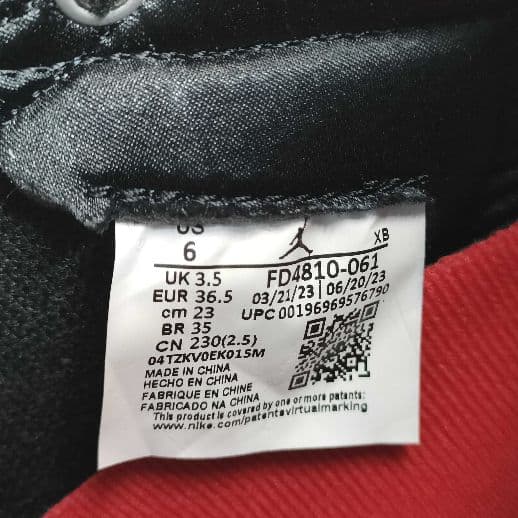 US
6
XB
UK 3.5
EUR 36.5
cm 23
BR 35
CN 230(2.5)
FD4810-061
03/21/23 | 06/20/23
UPC 00196969576790
04TZKV0EK015M
MADE IN CHINA
HECHO EN CHINA
FABRIQUE EN CHINE
FABRICADO NA CHINA
This product is covered by one or more patents:
www.nike.com/patentsvirtualmarking